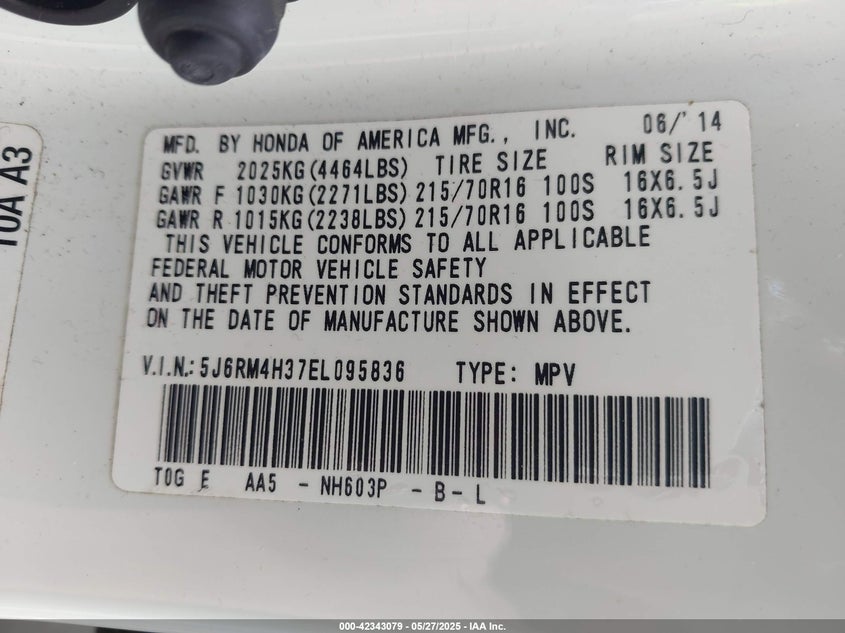 MFD. BY HONDA OF AMERICA MFG., INC. 06/'14
GVWR 2025KG(4464LBS) TIRE SIZE RIM SIZE
GAWR F 1030KG(2271LBS) 215/70R16 100S 16X6.5J
GAWR R 1015KG(2238LBS) 215/70R16 100S 16X6.5J
THIS VEHICLE CONFORMS TO ALL APPLICABLE
FEDERAL MOTOR VEHICLE SAFETY
AND THEFT PREVENTION STANDARDS IN EFFECT
ON THE DATE OF MANUFACTURE SHOWN ABOVE.
V.I.N.: 5J6RM4H37EL095836 TYPE: MPV
T0G E AA5 - NH603P - B - L
T0A A3
000-42343079 - 05/27/2025 - IAA Inc.